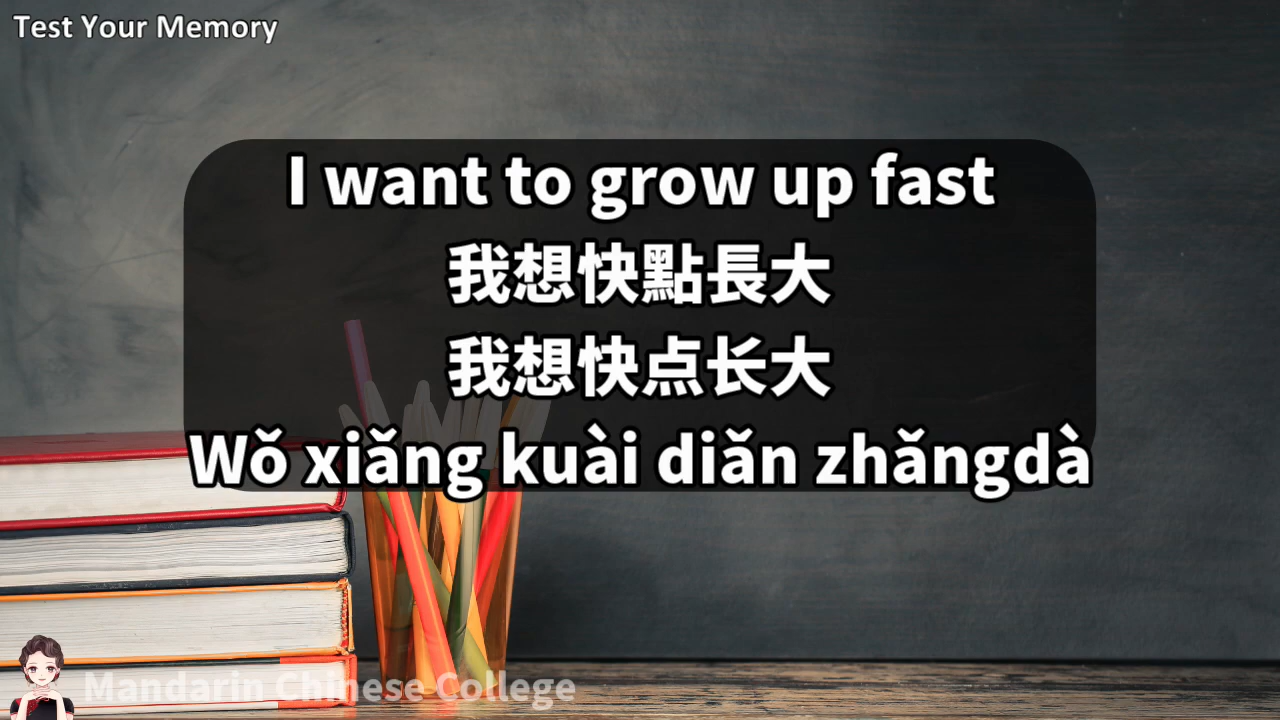 Test Your Memory
I want to grow up fast
我想快點長大
我想快点长大
Wǒ xiǎng kuài diǎn zhǎngdà
Mandarin Chinese College